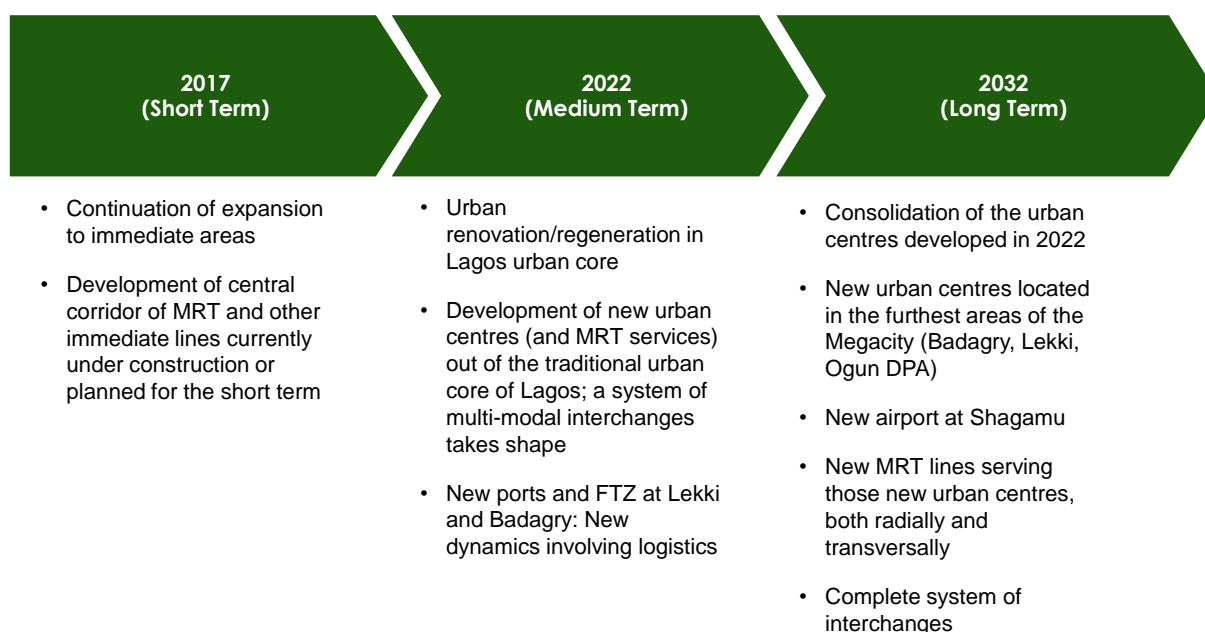 2017
(Short Term)
2022
(Medium Term)
2032
(Long Term)
• Continuation of expansion
to immediate areas
• Development of central
corridor of MRT and other
immediate lines currently
under construction or
planned for the short term
• Urban
renovation/regeneration in
Lagos urban core
• Development of new urban
centres (and MRT services)
out of the traditional urban
core of Lagos; a system of
multi-modal interchanges
takes shape
• New ports and FTZ at Lekki
and Badagry: New
dynamics involving logistics
• Consolidation of the urban
centres developed in 2022
• New urban centres located
in the furthest areas of the
Megacity (Badagry, Lekki,
Ogun DPA)
• New airport at Shagamu
• New MRT lines serving
those new urban centres,
both radially and
transversally
• Complete system of
interchanges